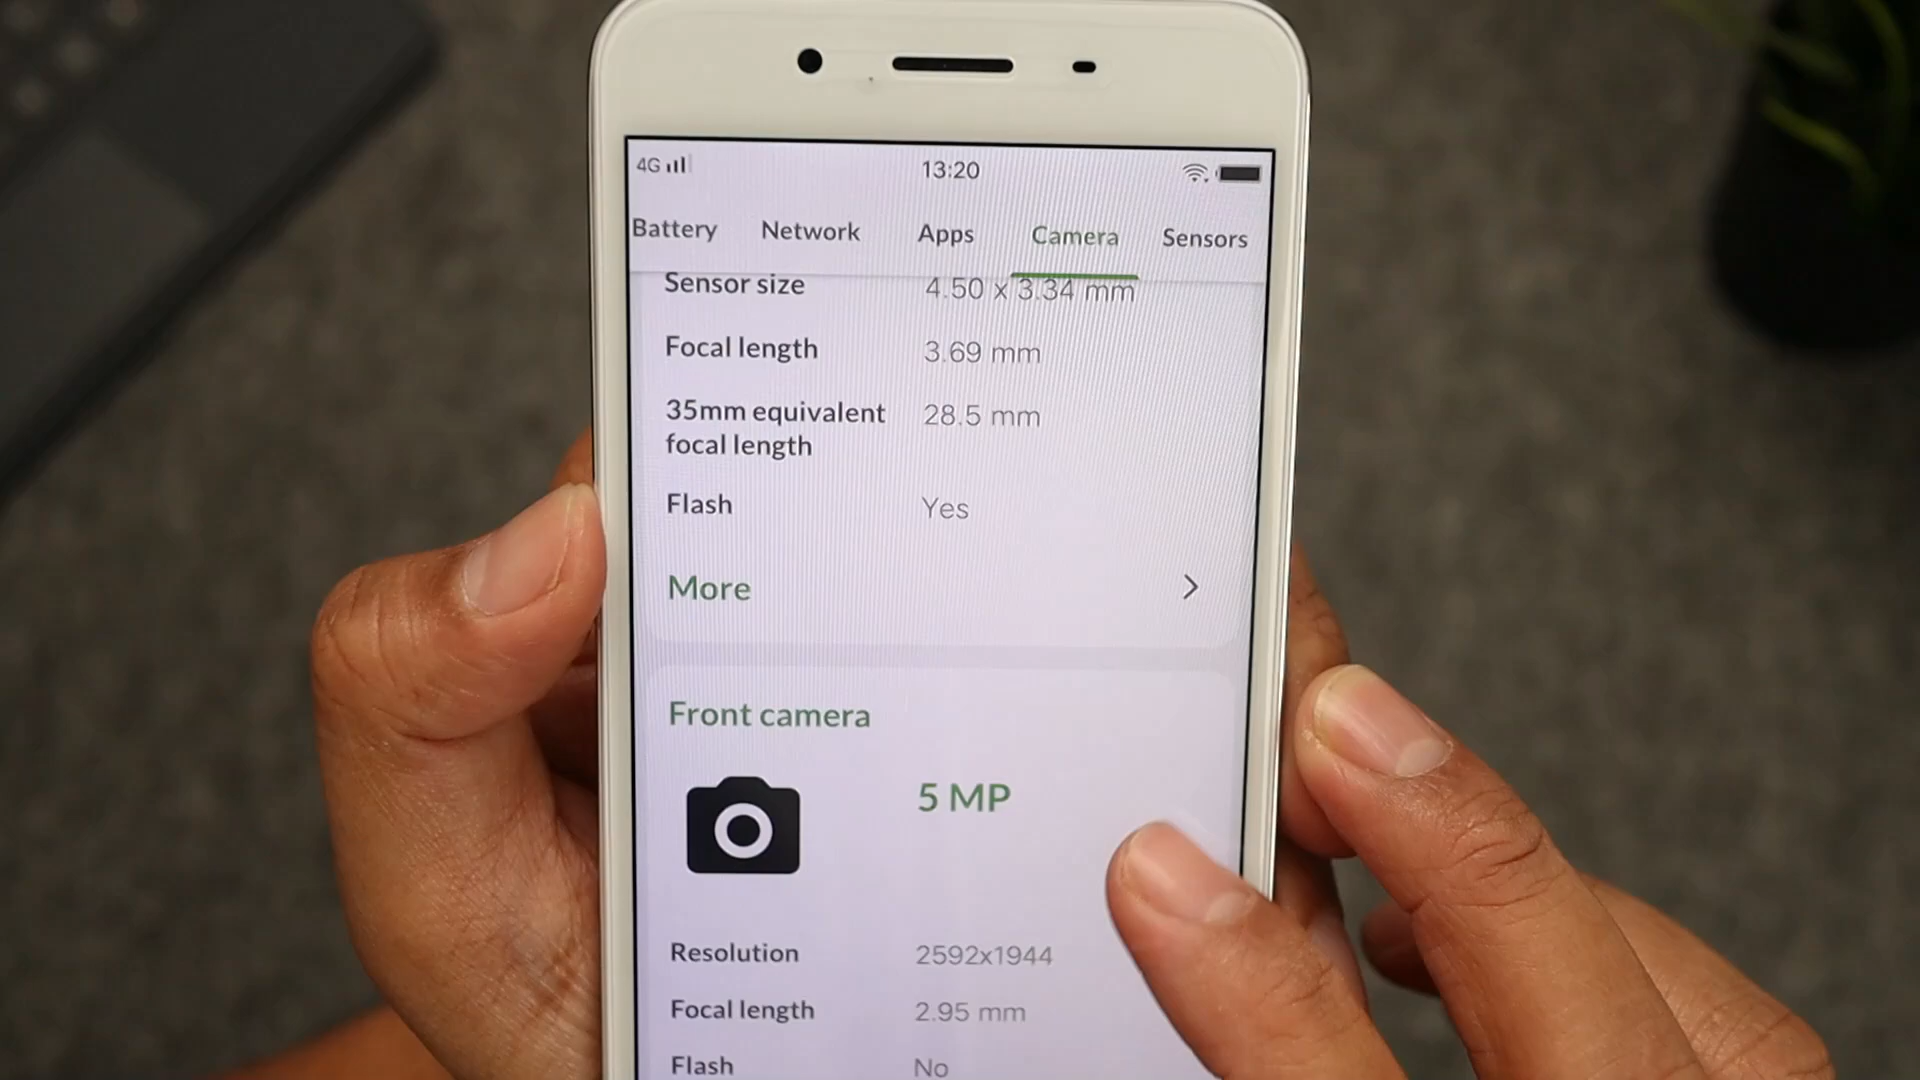 4G 13:20
Battery Network Apps Camera Sensors
Sensor size 4.50 x 3.34 mm
Focal length 3.69 mm
35mm equivalent 28.5 mm
focal length
Flash Yes
More
Front camera
5 MP
Resolution 2592x1944
Focal length 2.95 mm
Flash No